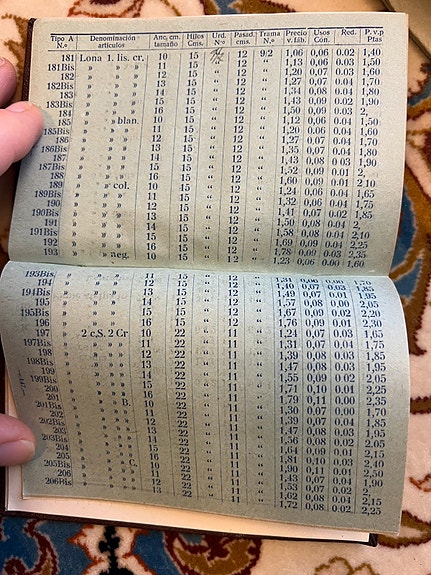 Tipo A N.º Denominación artículos Anc. cm. tamaño Hilos Cms. Urd. Nº Pasad. cms. Trama N.º Precio v. fáb. Usos Con. Red. P. v.p Ptas
181 Lona 1. lis. cr. 10 15 12 9/2 1,06 0,06 0.02 1,40
181Bis » » » 11 15 “ 12 “ 1,13 0,06 0.03 1,50
182 » » » 12 15 “ 12 “ 1,20 0,07 0.03 1,60
182Bis » » » 13 15 “ 12 “ 1,27 0,07 0.04 1,70
183 » » » 14 15 “ 12 “ 1,34 0,08 0.04 1,80
183Bis » » » 15 15 “ 12 “ 1,43 0,09 0.02 1,90
184 » » » 16 15 “ 12 “ 1,50 0,09 0.03 2,
185 » » blan. 10 15 “ 12 “ 1,12 0,06 0.04 1,50
185Bis » » » 11 15 “ 12 “ 1,20 0,06 0.04 1,60
186 » » » 12 15 “ 12 “ 1,27 0,07 0.04 1,70
186Bis » » » 13 15 “ 12 “ 1,35 0,07 0.04 1,80
187 » » » 14 15 “ 12 “ 1,43 0,08 0.03 1,90
187Bis » » » 15 15 “ 12 “ 1,52 0,09 0.01 2,
188 » » » 16 15 “ 12 “ 1,60 0,09 0.01 2,10
189 » » col. 10 15 “ 12 “ 1,24 0,06 0.04 1,65
189Bis » » » 11 15 “ 12 “ 1,32 0,06 0.04 1,75
190 » » » 12 15 “ 12 “ 1,41 0,07 0.02 1,85
190Bis » » » 13 15 “ 12 “ 1,50 0,08 0.04 2,
191 » » » 14 15 “ 12 “ 1,58 0,08 0.04 2,10
191Bis » » » 15 15 “ 12 “ 1,69 0,09 0.04 2,25
192 » » » 16 15 “ 12 “ 1,78 0,09 0.03 2,35
193 » » neg. 10 15 “ 12 “ 1,23 0,06 0.06 1,60
193Bis » » » 11 15 “ 12 “ 1,31 1,70
194 » » » 12 15 “ 12 “ 1,40 0,07 0.03 1,85
194Bis » » » 13 15 “ 12 “ 1,49 0,07 0.01 1,95
195 » » » 14 15 “ 12 “ 1,57 0,08 0.00 2,05
195Bis » » » 15 15 “ 12 “ 1,67 0,09 0.02 2,20
196 » » » 16 15 “ 12 “ 1,76 0,09 0.01 2,30
197 » 2 c.S. 2 Cr 10 22 “ 11 “ 1,24 0,07 0.03 1,65
197Bis » » » 11 22 “ 11 “ 1,31 0,07 0.04 1,75
198 » » » 12 22 “ 11 “ 1,39 0,08 0.03 1,85
198Bis » » » 13 22 “ 11 “ 1,47 0,08 0.03 1,95
199 » » » 14 22 “ 11 “ 1,55 0,09 0.02 2,05
199Bis » » » 15 22 “ 11 “ 1,71 0,10 0.04 2,25
200 » » » 16 22 “ 11 “ 1,79 0,11 0.00 2,35
201 » » B. 10 22 “ 11 “ 1,30 0,07 0.00 1,70
201Bis » » » 11 22 “ 11 “ 1,39 0,07 0.04 1,85
202 » » » 12 22 “ 11 “ 1,47 0,08 0.03 1,95
202Bis » » » 13 22 “ 11 “ 1,56 0,08 0.02 2.05
203 » » » 14 22 “ 11 “ 1,64 0,09 0.01 2,15
203Bis » » » 15 22 “ 11 “ 1,81 0,10 0.03 2,40
204 » » » 16 22 “ 11 “ 1,90 0,11 0.01 2,50
205 » » C. 10 22 “ 11 “ 1,43 0,07 0.04 1,90
205Bis » » » 11 22 “ 11 “ 1,53 0,07 0.02 2,
206 » » » 12 22 “ 11 “ 1,62 0,08 0.04 2,15
206Bis » » » 13 22 “ 11 “ 1,72 0,08 0.02 2,25